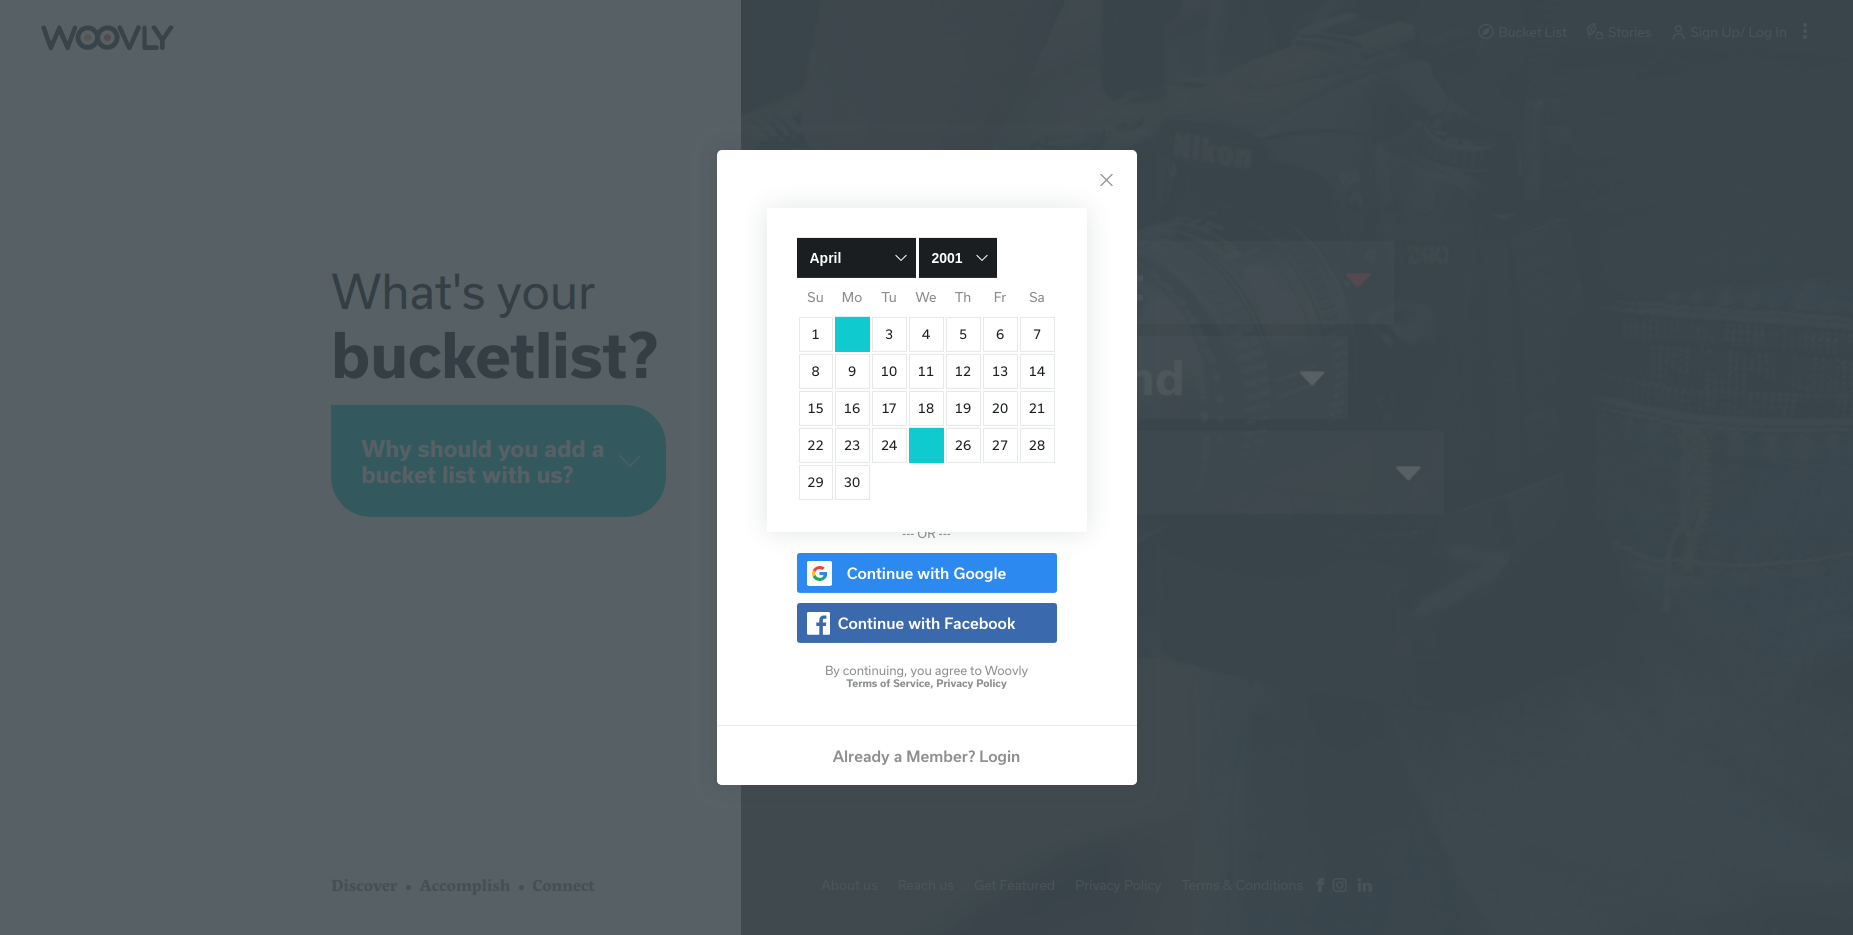 WOOVLY
Bucket List
Stories
Sign Up/ Log In
Nikon
What's your
bucketlist?
Why should you add a
bucket list with us?
nd
April
2001
Su Mo Tu We Th Fr Sa
1 3 4 5 6 7
8 9 10 11 12 13 14
15 16 17 18 19 20 21
22 23 24 26 27 28
29 30
--- OR ---
Continue with Google
Continue with Facebook
By continuing, you agree to Woovly
Terms of Service, Privacy Policy
Already a Member? Login
Discover • Accomplish • Connect
About us
Reach us
Get Featured
Privacy Policy
Terms & Conditions